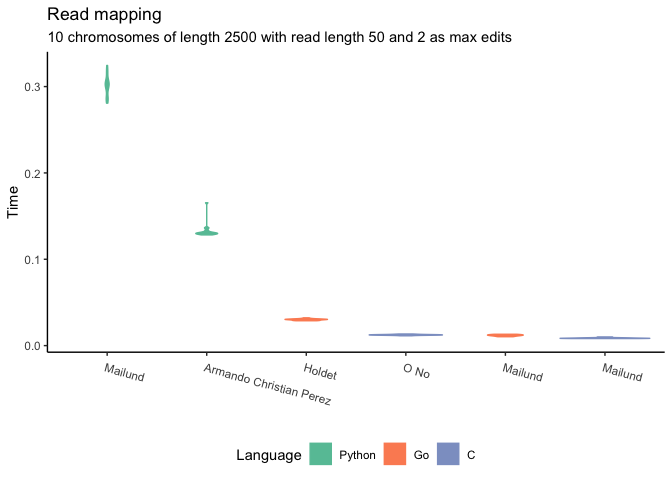 Read mapping
10 chromosomes of length 2500 with read length 50 and 2 as max edits
Time
0.3
0.2
0.1
0.0
Mailund
Armando Christian Perez
Holdet
O No
Mailund
Mailund
Language Python Go C